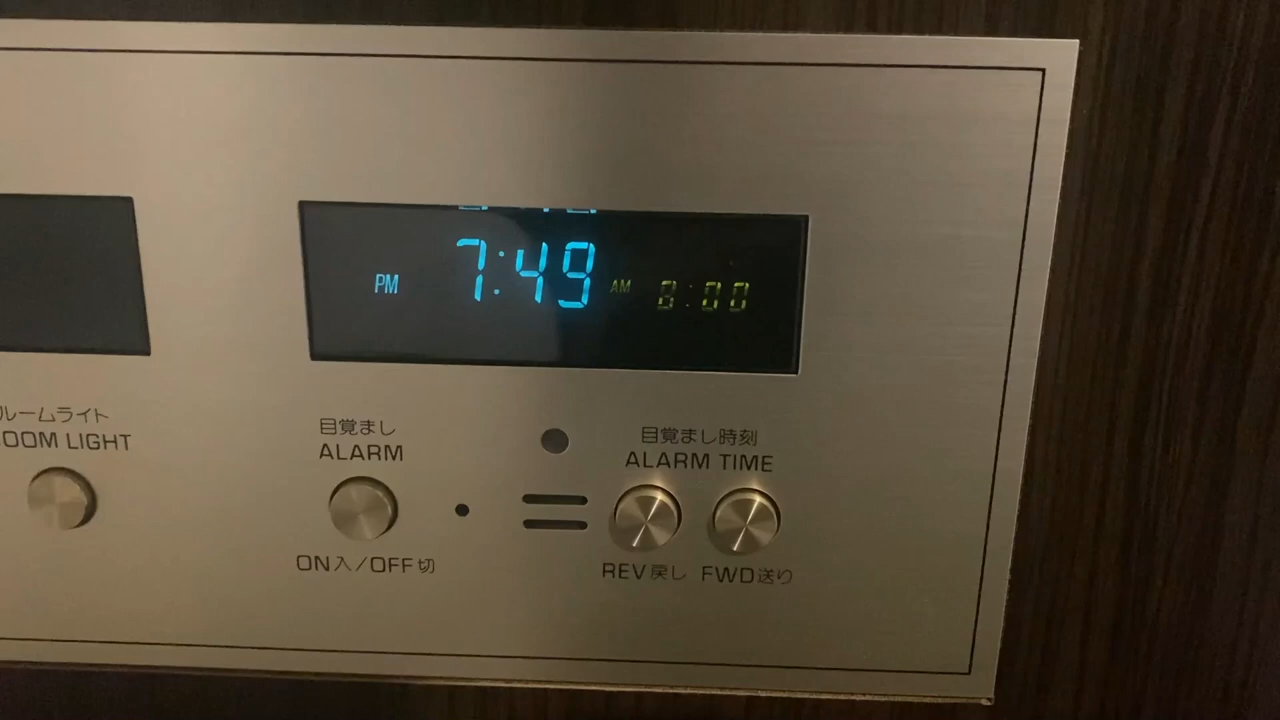 PM 7:49 AM 8:00
ルームライト
ROOM LIGHT
目覚まし
ALARM
ON入/OFF切
目覚まし時刻
ALARM TIME
REV戻し FWD送り